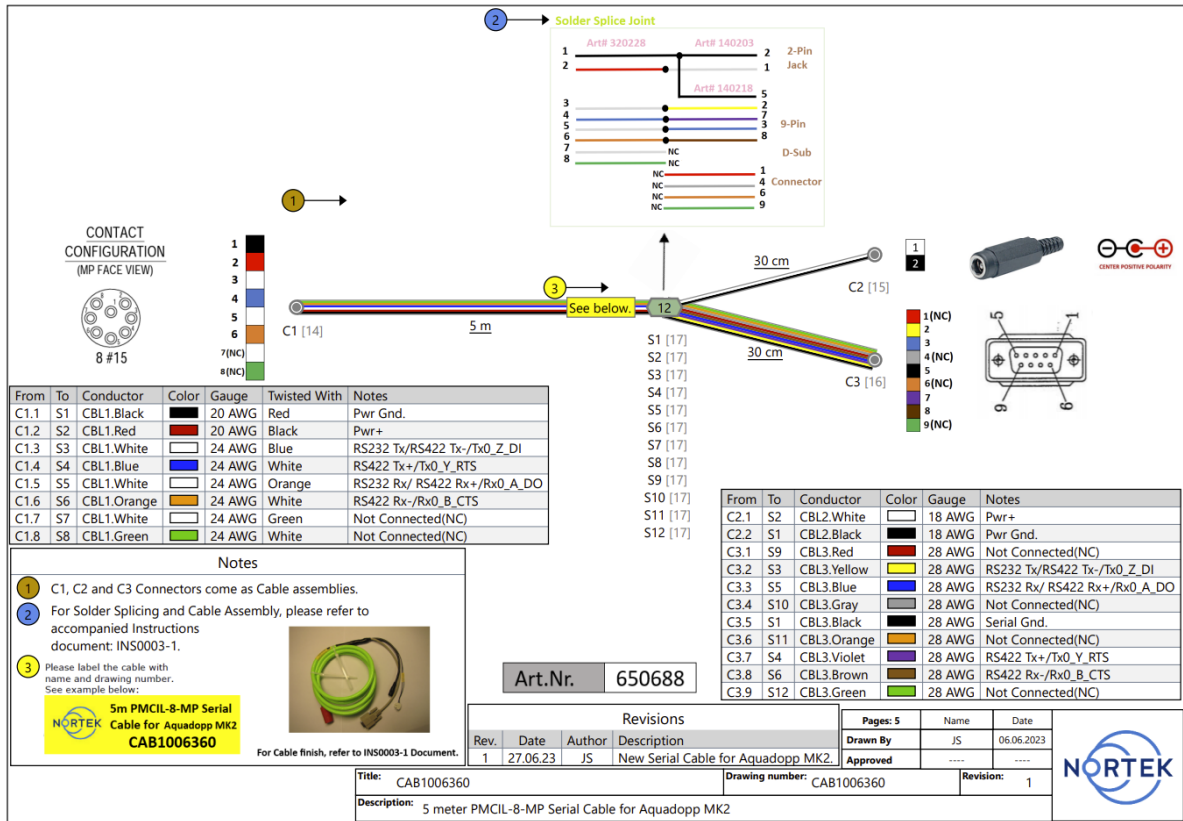 2 Solder Splice Joint
Art# 320228 Art# 140203
1 2 2-Pin
2 1 Jack
Art# 140218
5
3 2
4 7
5 3 9-Pin
6 8
7 NC D-Sub
8 NC
NC 1
NC 4 Connector
NC 6
NC 9
1
CONTACT
CONFIGURATION
(MP FACE VIEW)
8 #15
1
2
3
4
5
6
7(NC)
8(NC)
C1 [14]
5 m
3
See below.
12
30 cm
C2 [15]
1
2
CENTER POSITIVE POLARITY
30 cm
C3 [16]
1(NC)
2
3
4(NC)
5
6(NC)
7
8
9(NC)
5 1
9 6
S1 [17]
S2 [17]
S3 [17]
S4 [17]
S5 [17]
S6 [17]
S7 [17]
S8 [17]
S9 [17]
S10 [17]
S11 [17]
S12 [17]
From To Conductor Color Gauge Twisted With Notes
C1.1 S1 CBL1.Black 20 AWG Red Pwr Gnd.
C1.2 S2 CBL1.Red 20 AWG Black Pwr+
C1.3 S3 CBL1.White 24 AWG Blue RS232 Tx/RS422 Tx-/Tx0_Z_DI
C1.4 S4 CBL1.Blue 24 AWG White RS422 Tx+/Tx0_Y_RTS
C1.5 S5 CBL1.White 24 AWG Orange RS232 Rx/ RS422 Rx+/Rx0_A_DO
C1.6 S6 CBL1.Orange 24 AWG White RS422 Rx-/Rx0_B_CTS
C1.7 S7 CBL1.White 24 AWG Green Not Connected(NC)
C1.8 S8 CBL1.Green 24 AWG White Not Connected(NC)
From To Conductor Color Gauge Notes
C2.1 S2 CBL2.White 18 AWG Pwr+
C2.2 S1 CBL2.Black 18 AWG Pwr Gnd.
C3.1 S9 CBL3.Red 28 AWG Not Connected(NC)
C3.2 S3 CBL3.Yellow 28 AWG RS232 Tx/RS422 Tx-/Tx0_Z_DI
C3.3 S5 CBL3.Blue 28 AWG RS232 Rx/ RS422 Rx+/Rx0_A_DO
C3.4 S10 CBL3.Gray 28 AWG Not Connected(NC)
C3.5 S1 CBL3.Black 28 AWG Serial Gnd.
C3.6 S11 CBL3.Orange 28 AWG Not Connected(NC)
C3.7 S4 CBL3.Violet 28 AWG RS422 Tx+/Tx0_Y_RTS
C3.8 S6 CBL3.Brown 28 AWG RS422 Rx-/Rx0_B_CTS
C3.9 S12 CBL3.Green 28 AWG Not Connected(NC)
Notes
1 C1, C2 and C3 Connectors come as Cable assemblies.
2 For Solder Splicing and Cable Assembly, please refer to
accompanied Instructions
document: INS0003-1.
3 Please label the cable with
name and drawing number.
See example below:
NORTEK
5m PMCIL-8-MP Serial
Cable for Aquadopp MK2
CAB1006360
For Cable finish, refer to INS0003-1 Document.
Art.Nr. 650688
Revisions
Rev. Date Author Description
1 27.06.23 JS New Serial Cable for Aquadopp MK2.
Pages: 5 Name Date
Drawn By JS 06.06.2023
Approved ---- ----
NORTEK
Title: CAB1006360 Drawing number: CAB1006360 Revision: 1
Description: 5 meter PMCIL-8-MP Serial Cable for Aquadopp MK2